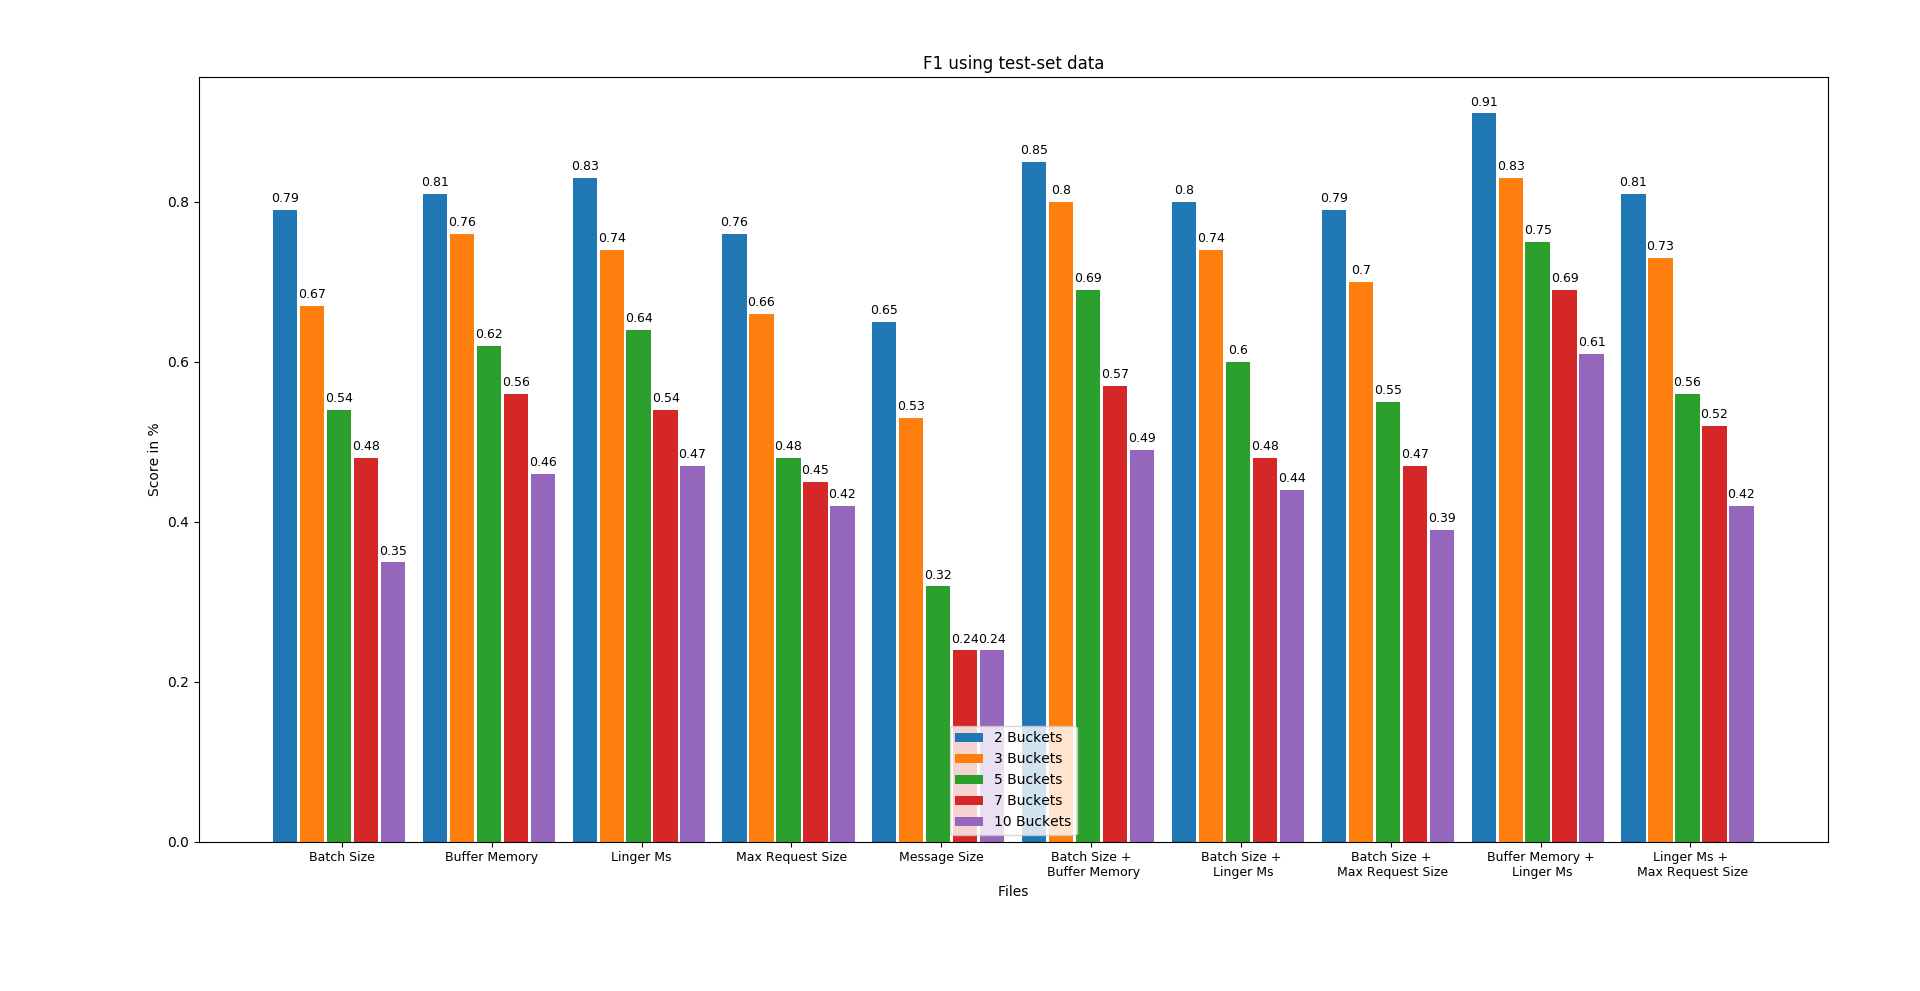 F1 using test-set data
Score in %
0.8
0.6
0.4
0.2
0.0
0.79
0.67
0.54
0.48
0.35
0.81
0.76
0.62
0.56
0.46
0.83
0.74
0.64
0.54
0.47
0.76
0.66
0.48
0.45
0.42
0.65
0.53
0.32
0.24
0.24
0.85
0.8
0.69
0.57
0.49
0.8
0.74
0.6
0.48
0.44
0.79
0.7
0.55
0.47
0.39
0.91
0.83
0.75
0.69
0.61
0.81
0.73
0.56
0.52
0.42
2 Buckets
3 Buckets
5 Buckets
7 Buckets
10 Buckets
Batch Size
Buffer Memory
Linger Ms
Max Request Size
Message Size
Batch Size +
Buffer Memory
Batch Size +
Linger Ms
Batch Size +
Max Request Size
Buffer Memory +
Linger Ms
Linger Ms +
Max Request Size
Files